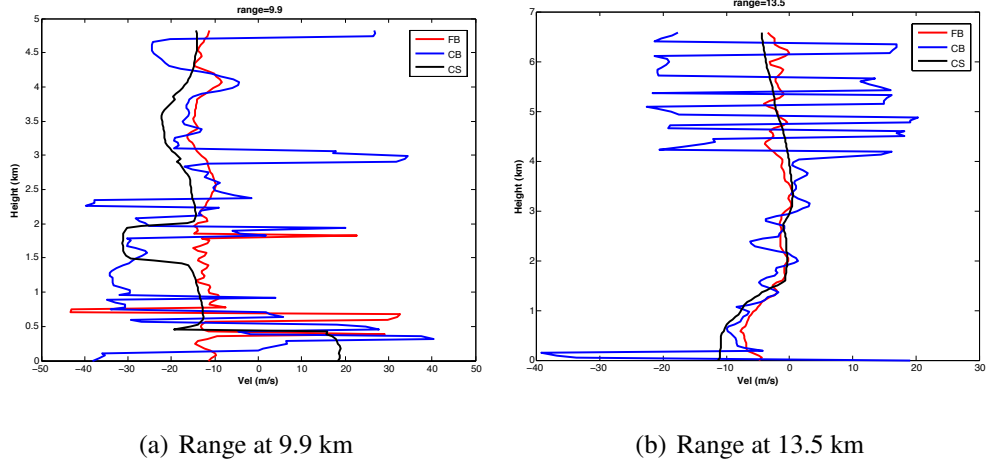 range=9.9
5
4.5
4
3.5
3
2.5
2
1.5
1
0.5
0
Height (km)
−50 −40 −30 −20 −10 0 10 20 30 40 50
Vel (m/s)
FB
CB
CS
(a) Range at 9.9 km
range=13.5
7
6
5
4
3
2
1
0
Height (km)
−40 −30 −20 −10 0 10 20 30
Vel (m/s)
FB
CB
CS
(b) Range at 13.5 km